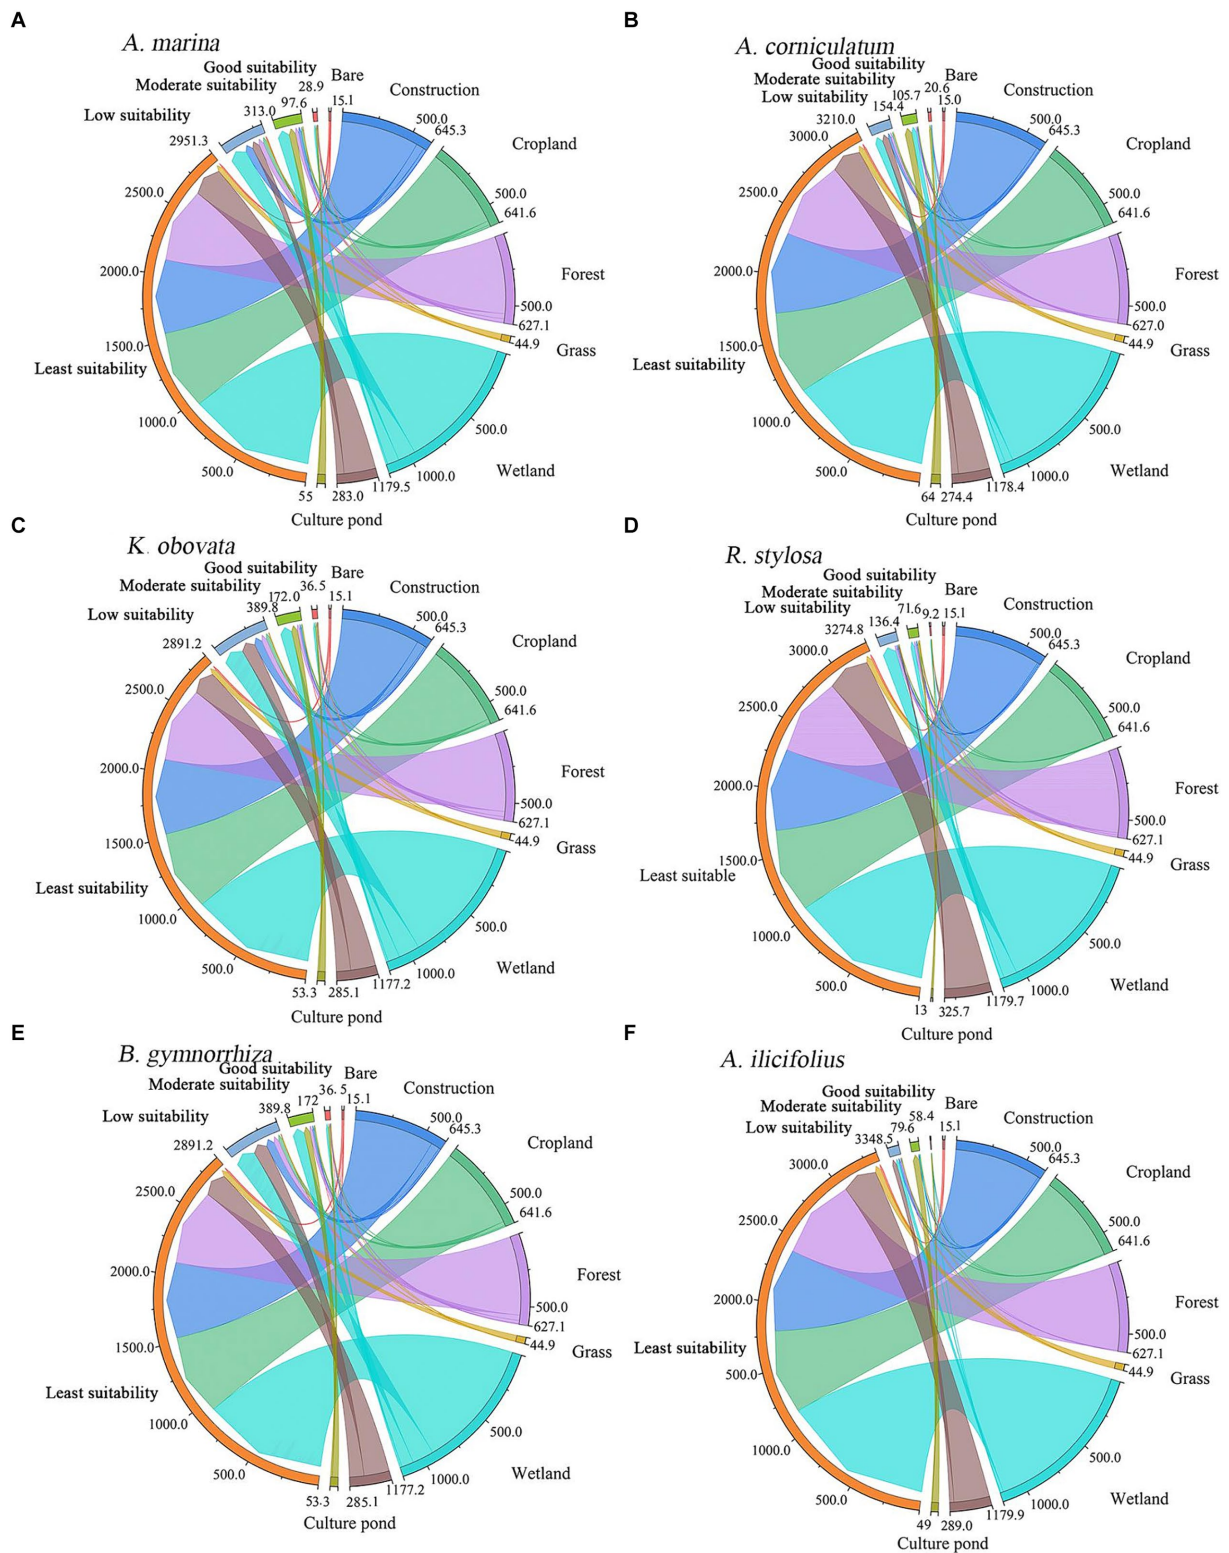 A
A. marina
Good suitability
Moderate suitability
Low suitability
2951.3
313.0
97.6
28.9
Bare
15.1
Construction
500.0
645.3
Cropland
500.0
641.6
Forest
500.0
627.1
44.9
Grass
500.0
Wetland
1000.0
1179.5
283.0
55
Culture pond
500.0
1000.0
Least suitability
1500.0
2000.0
2500.0
B
A. corniculatum
Good suitability
Moderate suitability
Low suitability
3210.0
154.4
105.7
20.6
Bare
15.0
Construction
500.0
645.3
Cropland
500.0
641.6
Forest
500.0
627.0
44.9
Grass
500.0
Wetland
1000.0
1178.4
274.4
64
Culture pond
500.0
1000.0
Least suitability
1500.0
2000.0
2500.0
3000.0
C
K. obovata
Good suitability
Moderate suitability
Low suitability
2891.2
389.8
172.0
36.5
Bare
15.1
Construction
500.0
645.3
Cropland
500.0
641.6
Forest
500.0
627.1
44.9
Grass
500.0
Wetland
1000.0
1177.2
285.1
53.3
Culture pond
500.0
1000.0
Least suitability
1500.0
2000.0
2500.0
D
R. stylosa
Good suitability
Moderate suitability
Low suitability
3274.8
136.4
71.6
9.2
Bare
15.1
Construction
500.0
645.3
Cropland
500.0
641.6
Forest
500.0
627.1
44.9
Grass
500.0
Wetland
1000.0
1179.7
325.7
13
Culture pond
500.0
1000.0
Least suitable
1500.0
2000.0
2500.0
3000.0
E
B. gymnorrhiza
Good suitability
Moderate suitability
Low suitability
2891.2
389.8
172
36.5
Bare
15.1
Construction
500.0
645.3
Cropland
500.0
641.6
Forest
500.0
627.1
44.9
Grass
500.0
Wetland
1000.0
1177.2
285.1
53.3
Culture pond
500.0
1000.0
Least suitability
1500.0
2000.0
2500.0
F
A. ilicifolius
Good suitability
Moderate suitability
Low suitability
3348.5
79.6
58.4
Bare
15.1
Construction
500.0
645.3
Cropland
500.0
641.6
Forest
500.0
627.1
44.9
Grass
500.0
Wetland
1000.0
1179.9
289.0
49
Culture pond
500.0
1000.0
500.0
Least suitability
2000.0
2500.0
3000.0